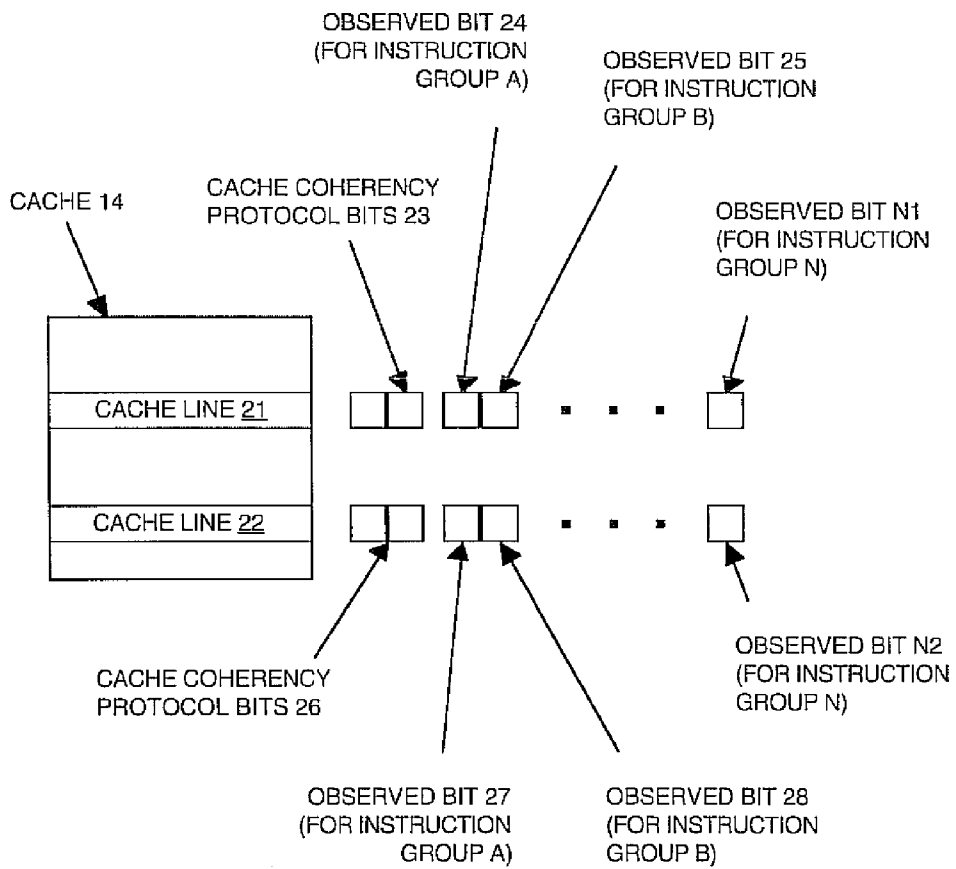 OBSERVED BIT 24
(FOR INSTRUCTION
GROUP A)
OBSERVED BIT 25
(FOR INSTRUCTION
GROUP B)
CACHE COHERENCY
PROTOCOL BITS 23
CACHE 14
OBSERVED BIT N1
(FOR INSTRUCTION
GROUP N)
CACHE LINE 21
CACHE LINE 22
OBSERVED BIT N2
(FOR INSTRUCTION
GROUP N)
CACHE COHERENCY
PROTOCOL BITS 26
OBSERVED BIT 27
(FOR INSTRUCTION
GROUP A)
OBSERVED BIT 28
(FOR INSTRUCTION
GROUP B)